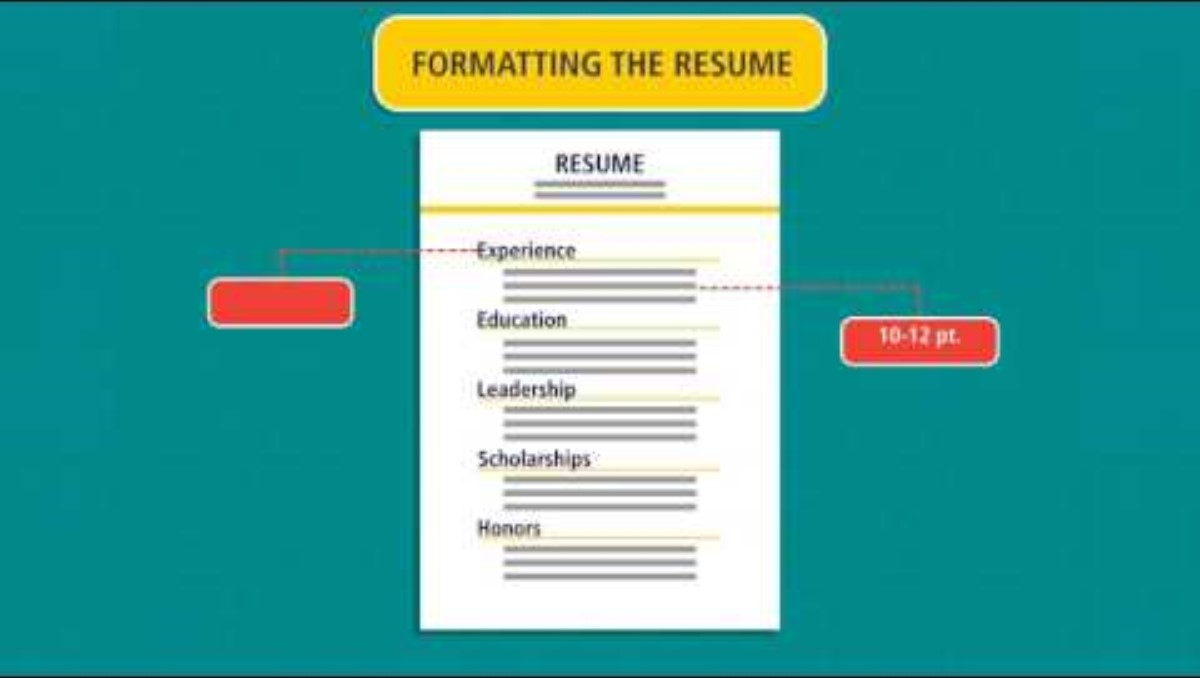 FORMATTING THE RESUME
RESUME
Experience
10-12 pt.
Education
Leadership
Scholarships
Honors